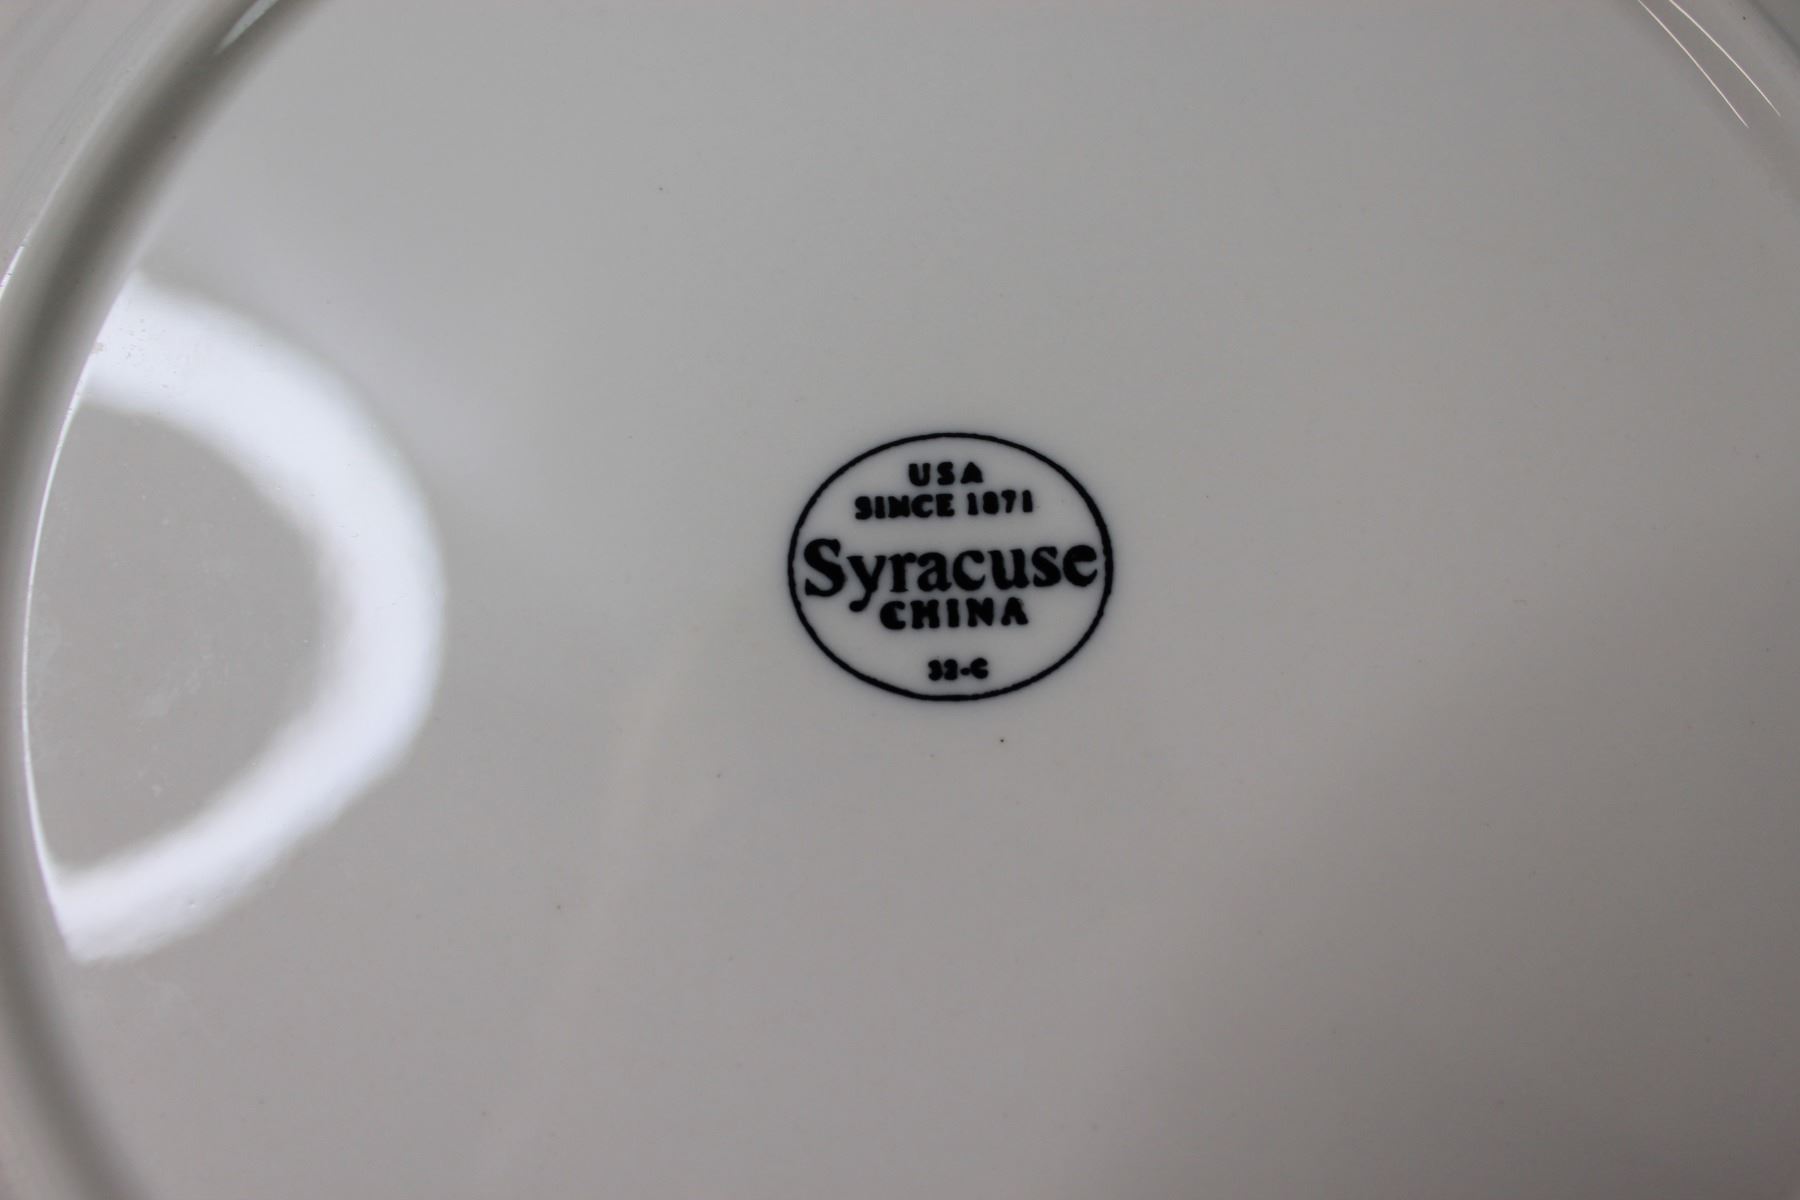 USA
SINCE 1871
Syracuse
CHINA
32-C